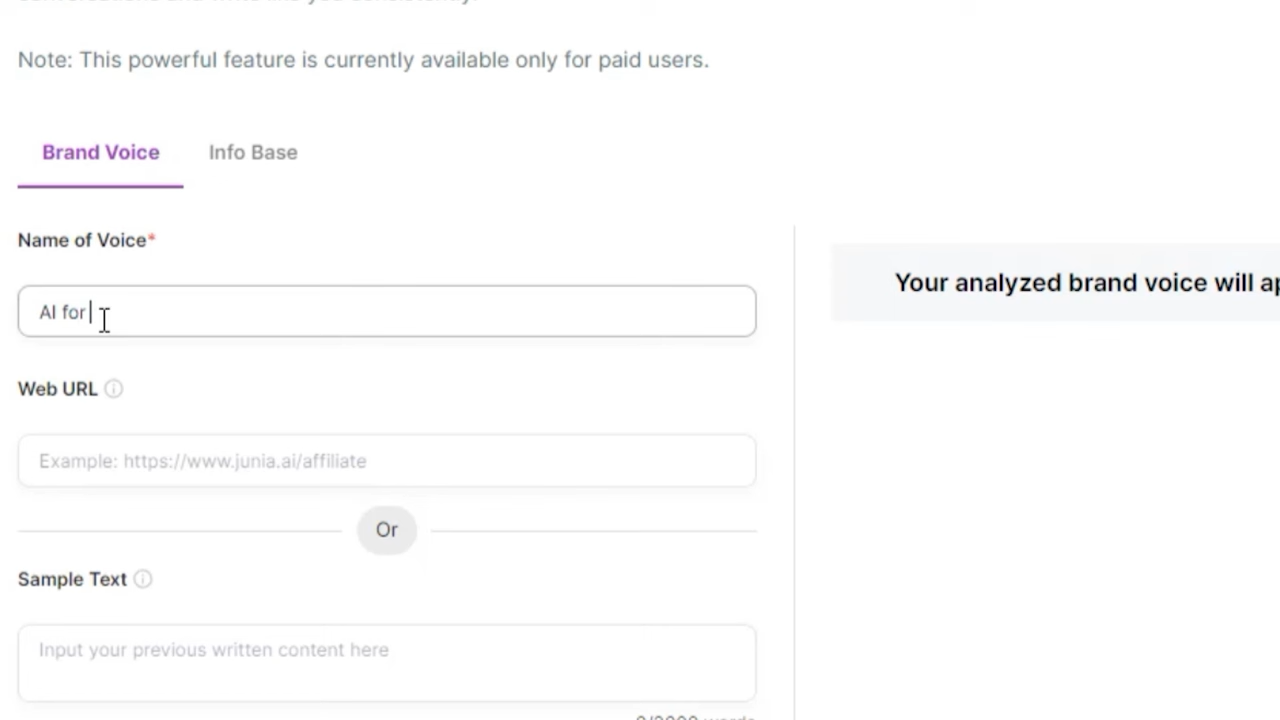 Note: This powerful feature is currently available only for paid users.
Brand Voice
Info Base
Name of Voice*
AI for
Your analyzed brand voice will
Web URL
Example: https://www.junia.ai/affiliate
Or
Sample Text
Input your previous written content here